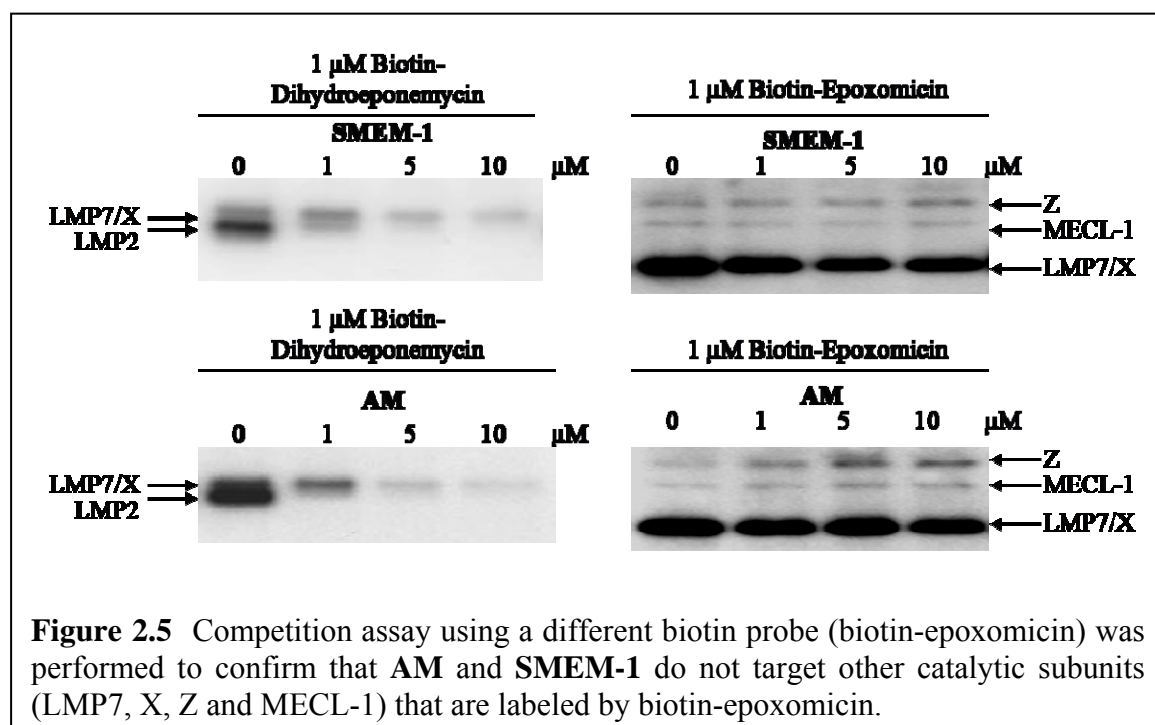 1 µM Biotin-
Dihydroeponemycin
SMEM-1
0 1 5 10 µM
LMP7/X
LMP2
1 µM Biotin-Epoxomicin
SMEM-1
0 1 5 10 µM
Z
MECL-1
LMP7/X
1 µM Biotin-
Dihydroeponemycin
AM
0 1 5 10 µM
LMP7/X
LMP2
1 µM Biotin-Epoxomicin
AM
0 1 5 10 µM
Z
MECL-1
LMP7/X
Figure 2.5 Competition assay using a different biotin probe (biotin-epoxomicin) was
performed to confirm that AM and SMEM-1 do not target other catalytic subunits
(LMP7, X, Z and MECL-1) that are labeled by biotin-epoxomicin.